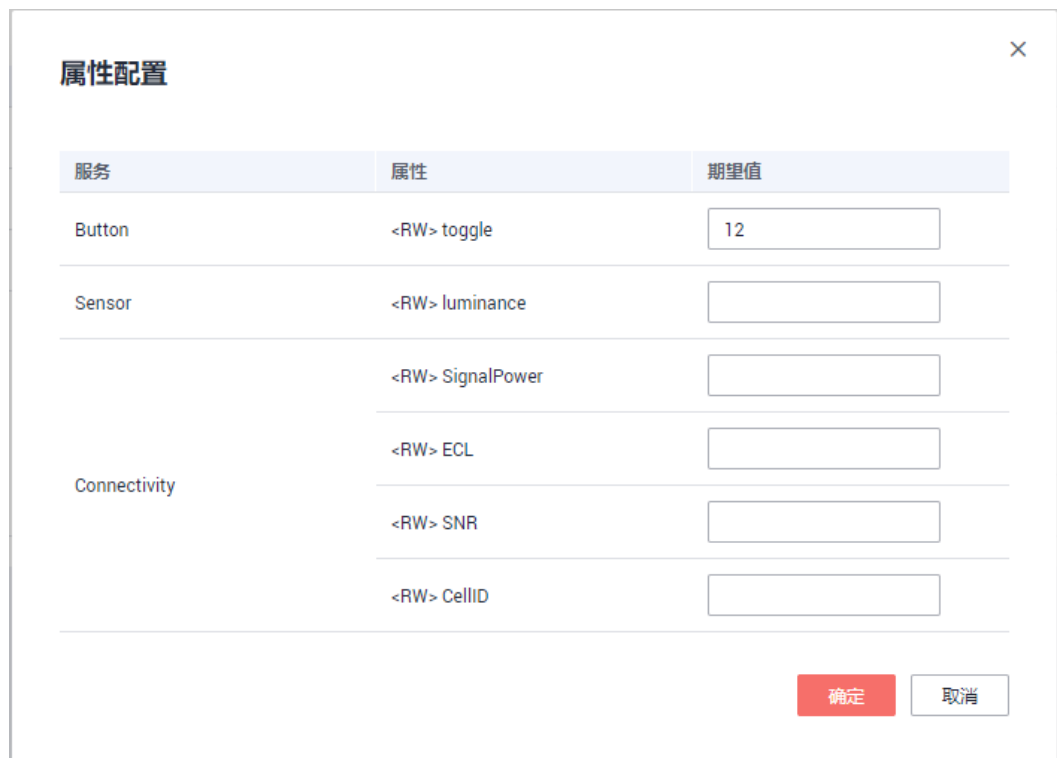 属性配置
服务 属性 期望值
Button <RW> toggle 12
Sensor <RW> luminance
<RW> SignalPower
<RW> ECL
Connectivity
<RW> SNR
<RW> CellID
确定 取消